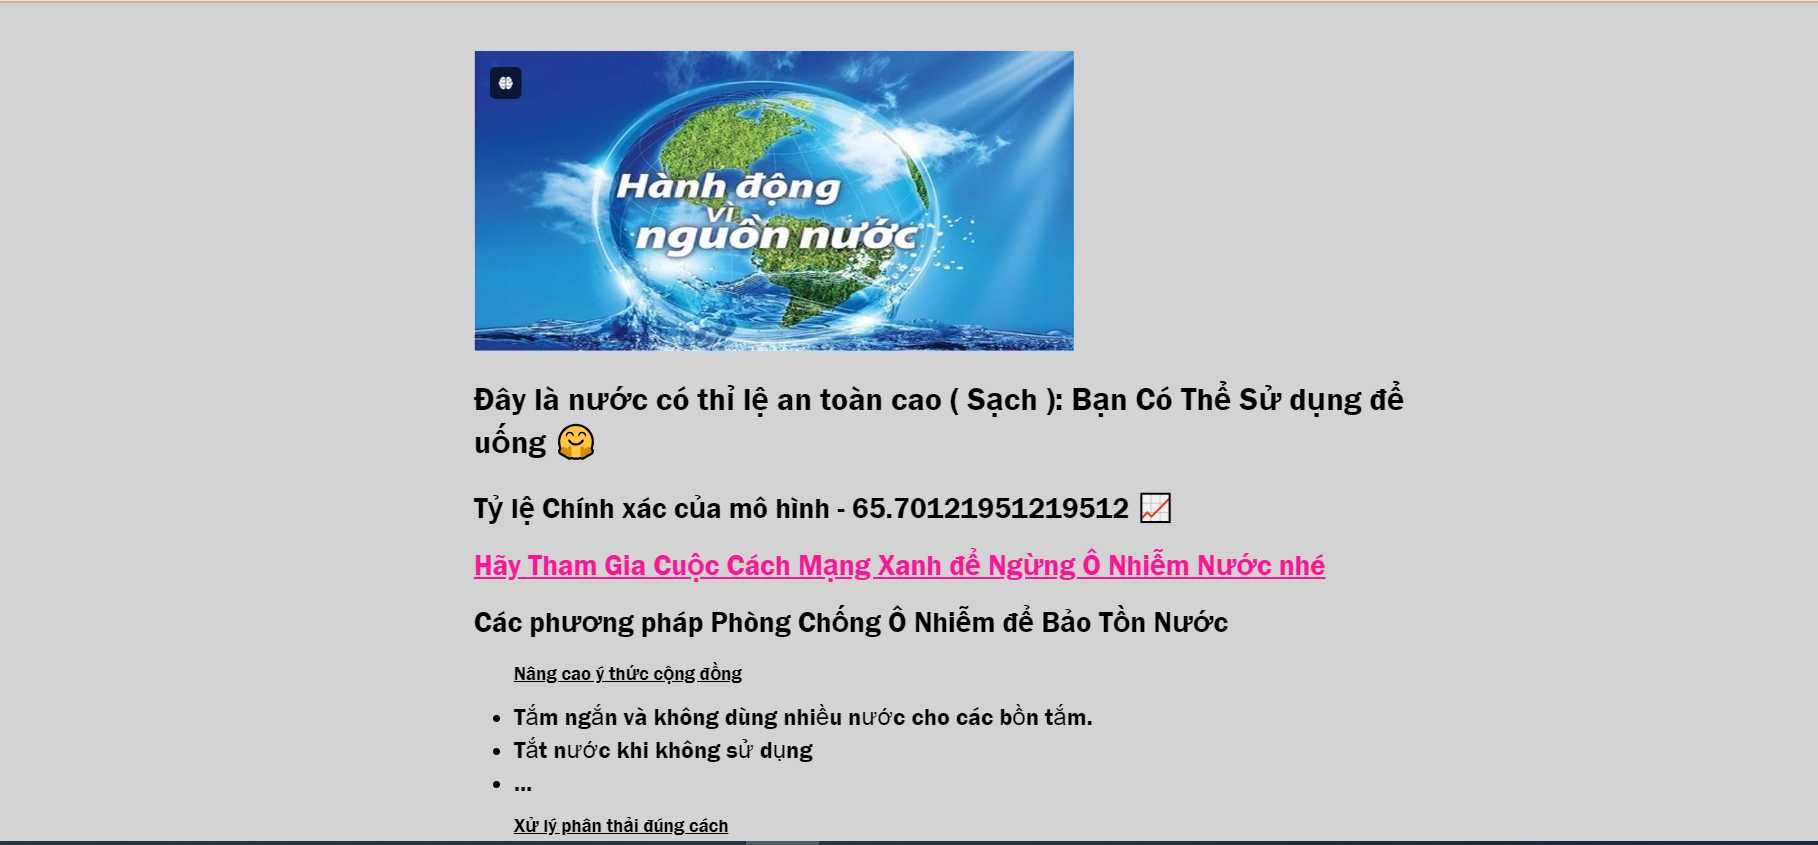 Hành động
vì
nguồn nước
Đây là nước có thỉ lệ an toàn cao ( Sạch ): Bạn Có Thể Sử dụng để
uống 🤗
Tỷ lệ Chính xác của mô hình - 65.70121951219512 📈
Hãy Tham Gia Cuộc Cách Mạng Xanh để Ngừng Ô Nhiễm Nước nhé
Các phương pháp Phòng Chống Ô Nhiễm để Bảo Tồn Nước
Nâng cao ý thức cộng đồng
• Tắm ngắn và không dùng nhiều nước cho các bồn tắm.
• Tắt nước khi không sử dụng
• ...
Xử lý phân thải đúng cách